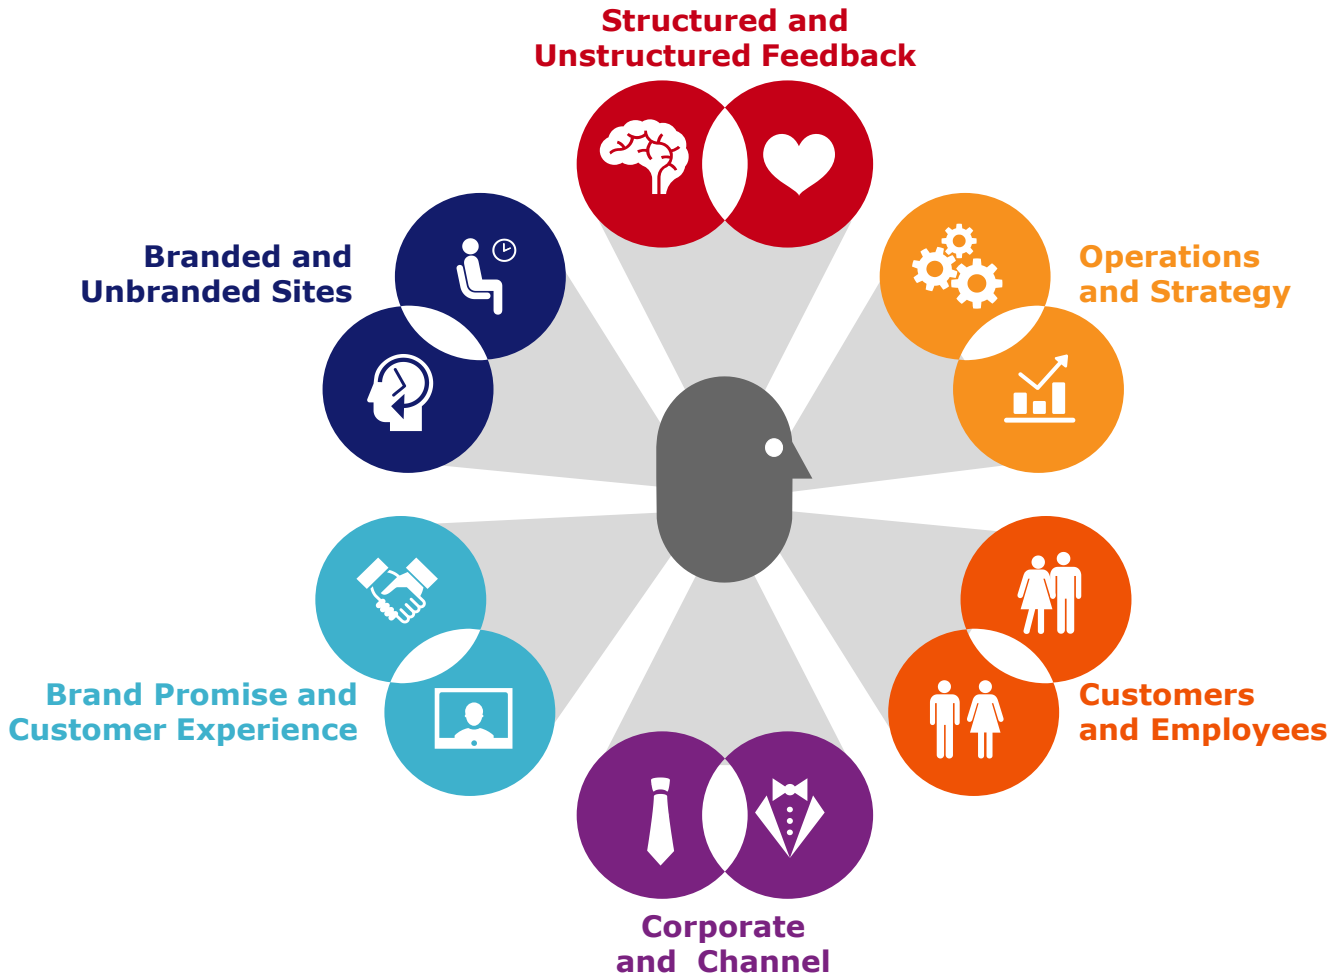 Structured and
Unstructured Feedback
Branded and
Unbranded Sites
Operations
and Strategy
Brand Promise and
Customer Experience
Customers
and Employees
Corporate
and  Channel